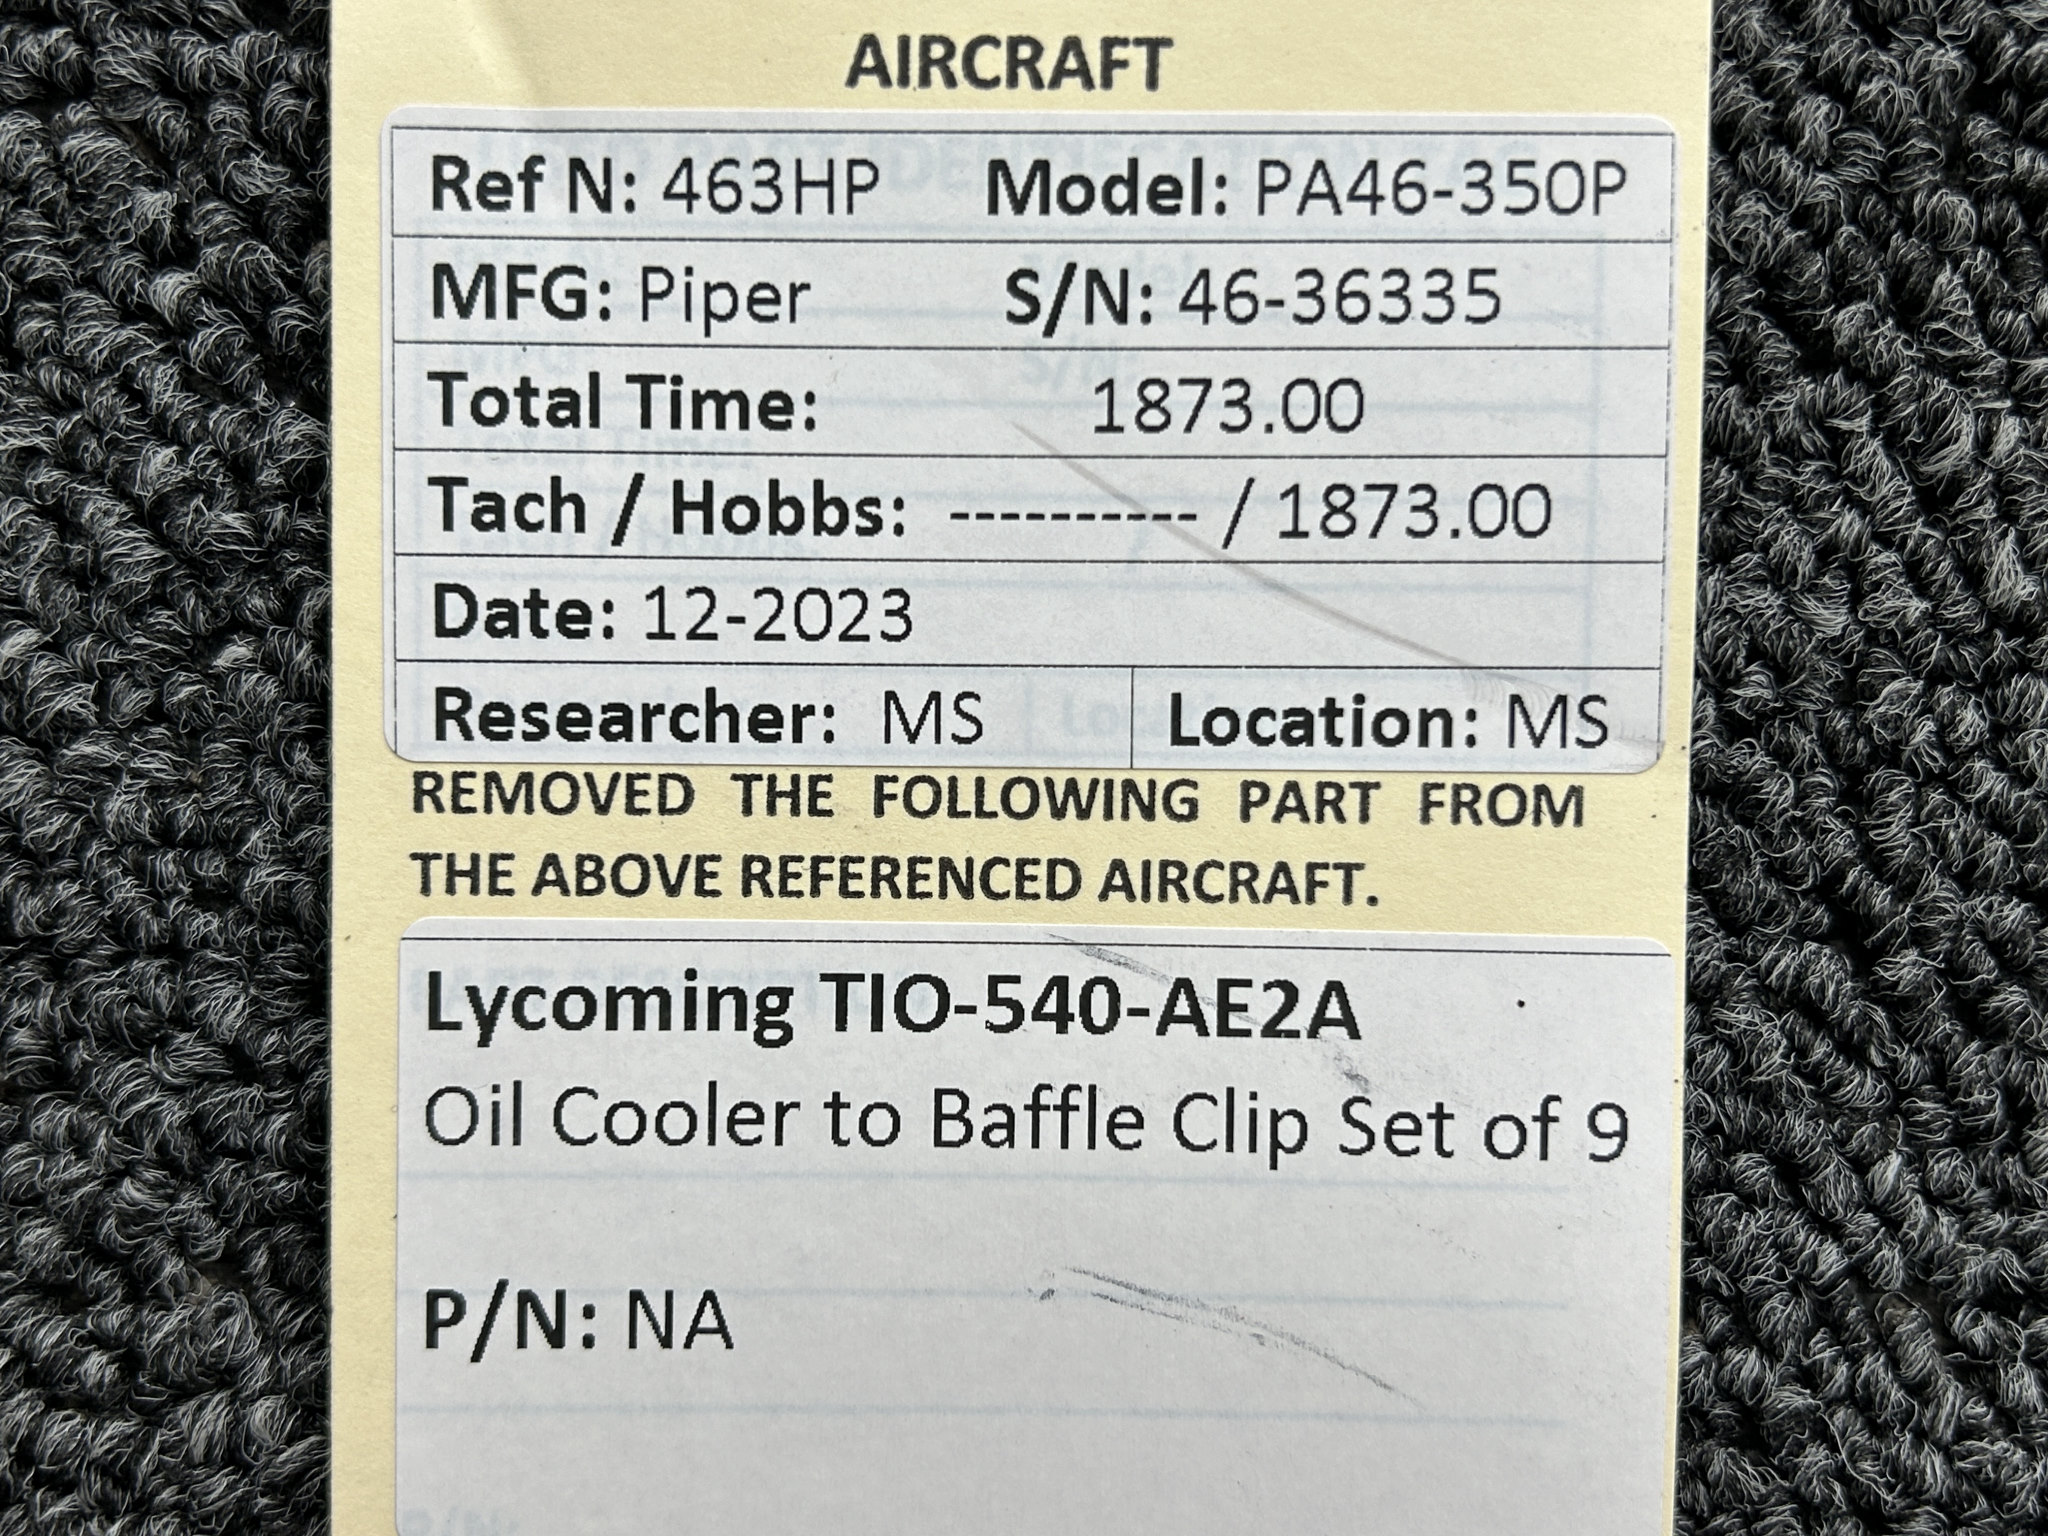 AIRCRAFT
Ref N: 463HP Model: PA46-350P
MFG: Piper S/N: 46-36335
Total Time: 1873.00
Tach / Hobbs: ---------- / 1873.00
Date: 12-2023
Researcher: MS Location: MS
REMOVED THE FOLLOWING PART FROM
THE ABOVE REFERENCED AIRCRAFT.
Lycoming TIO-540-AE2A
Oil Cooler to Baffle Clip Set of 9
P/N: NA